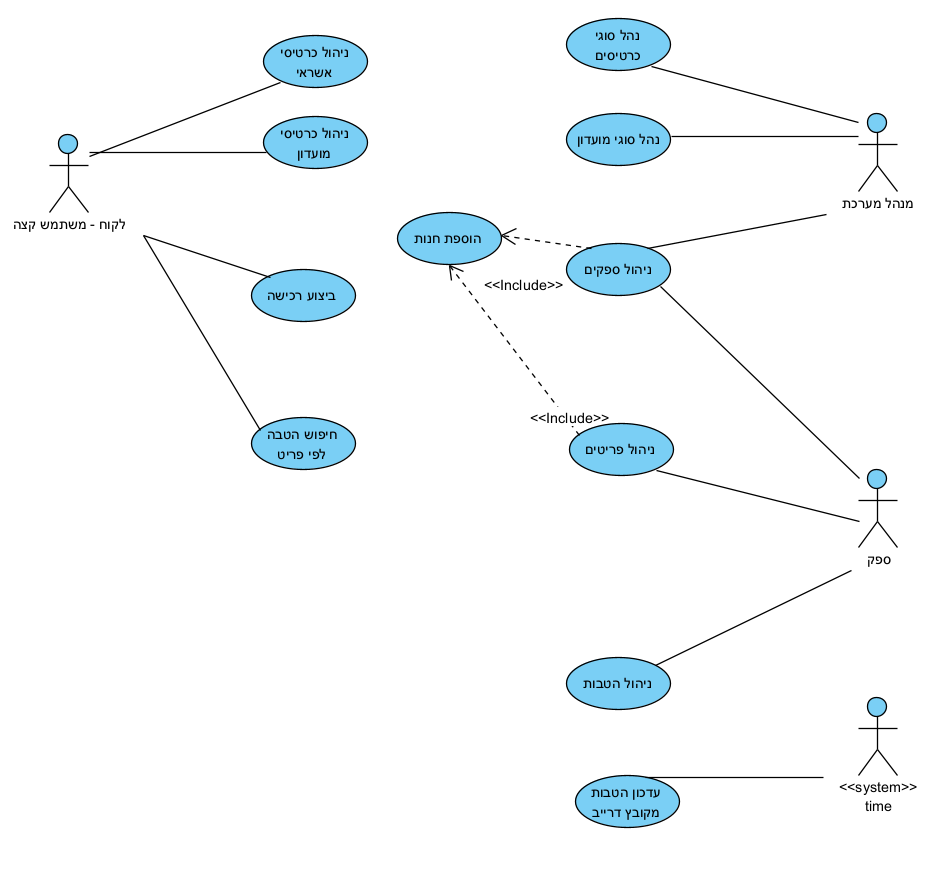 נהל סוגי
כרטיסים
ניהול כרטיסי
אשראי
ניהול כרטיסי
מועדון
נהל סוגי מועדון
מנהל מערכת
לקוח - משתמש קצה
הוספת חנות
ניהול ספקים
<<Include>>
ביצוע רכישה
<<Include>>
חיפוש הטבה
לפי פריט
ניהול פריטים
ספק
ניהול הטבות
<<system>>
time
עדכון הטבות
מקובץ דרייב